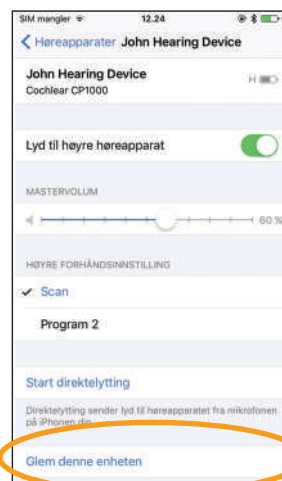 SIM mangler 12.24
Høreapparater John Hearing Device
John Hearing Device
Cochlear CP1000
H
Lyd til høyre høreapparat
MASTERVOLUM
60 %
HØYRE FORHÅNDSINNSTILLING
Scan
Program 2
Start direktelytting
Direktelytting sender lyd til høreapparatet fra mikrofonen
på iPhonen din.
Glem denne enheten